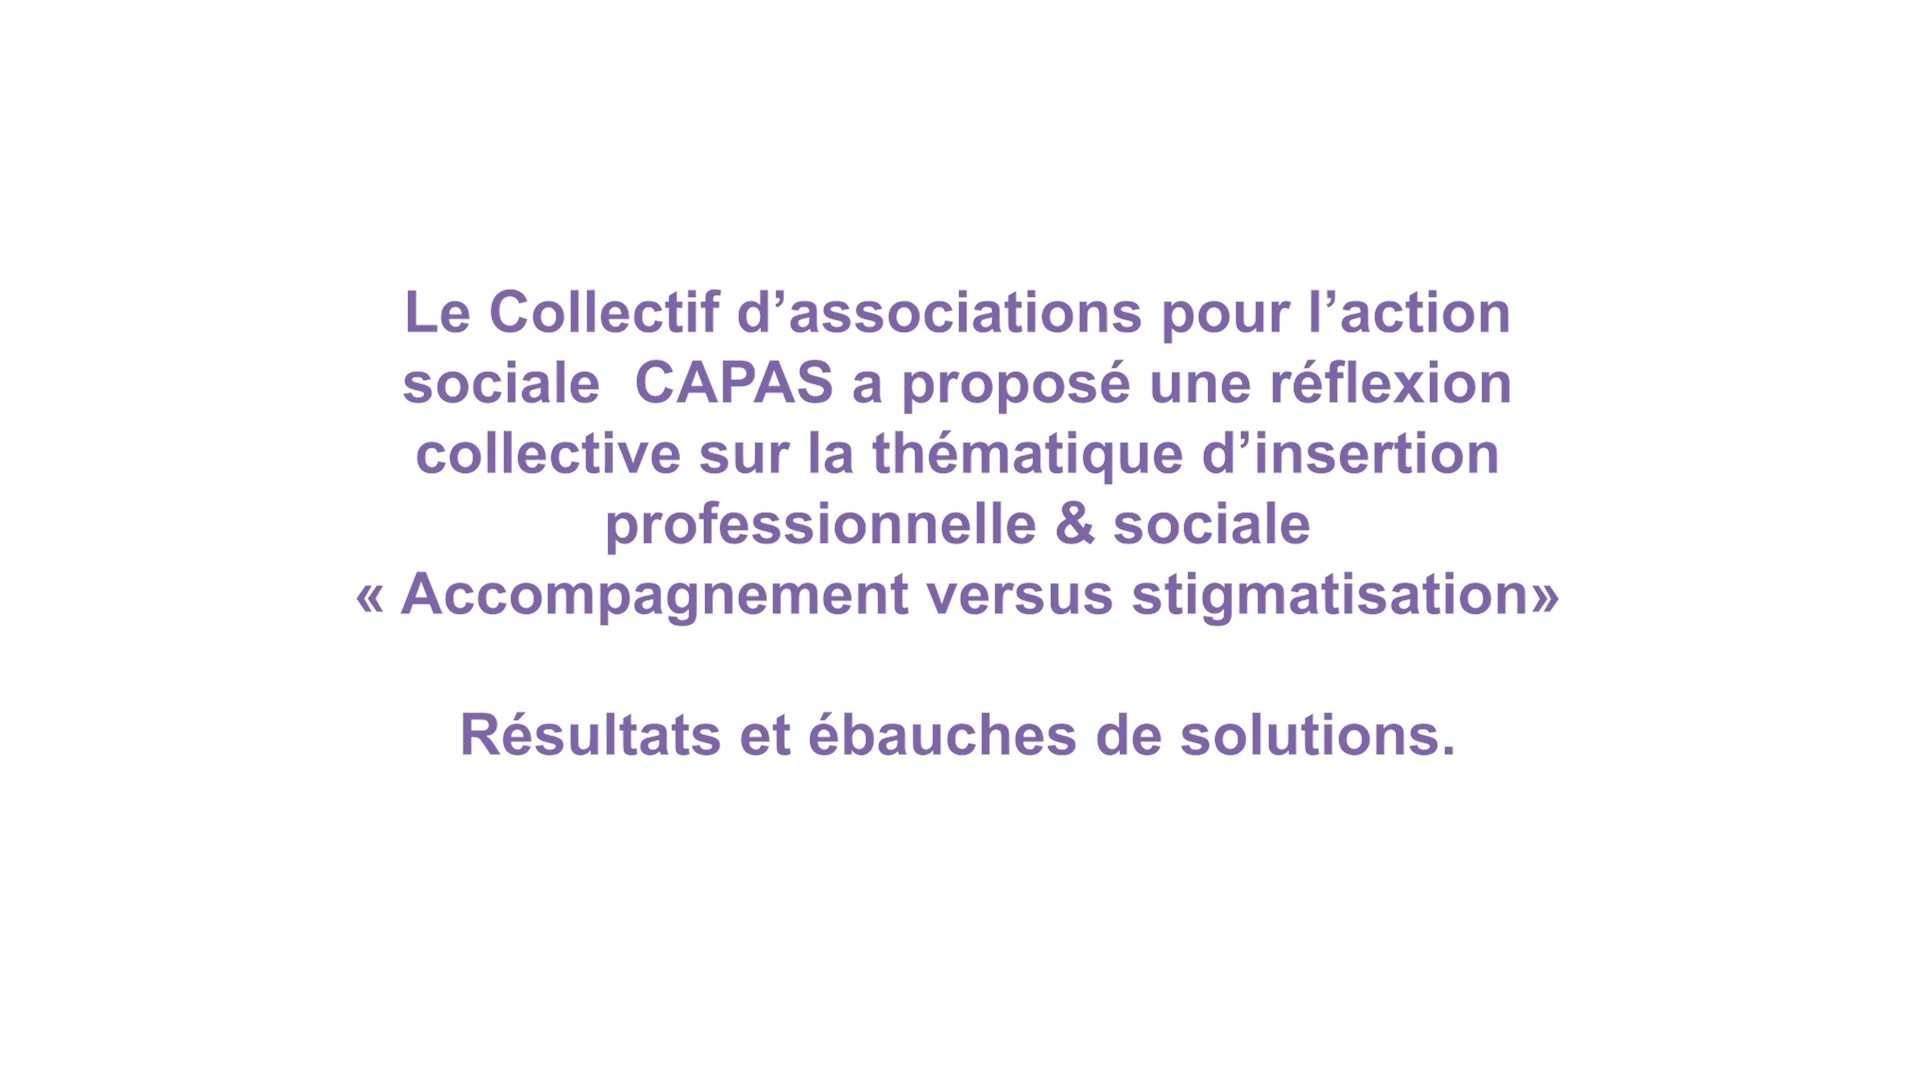 Le Collectif d’associations pour l’action
sociale  CAPAS a proposé une réflexion
collective sur la thématique d’insertion
professionnelle & sociale
« Accompagnement versus stigmatisation»
Résultats et ébauches de solutions.